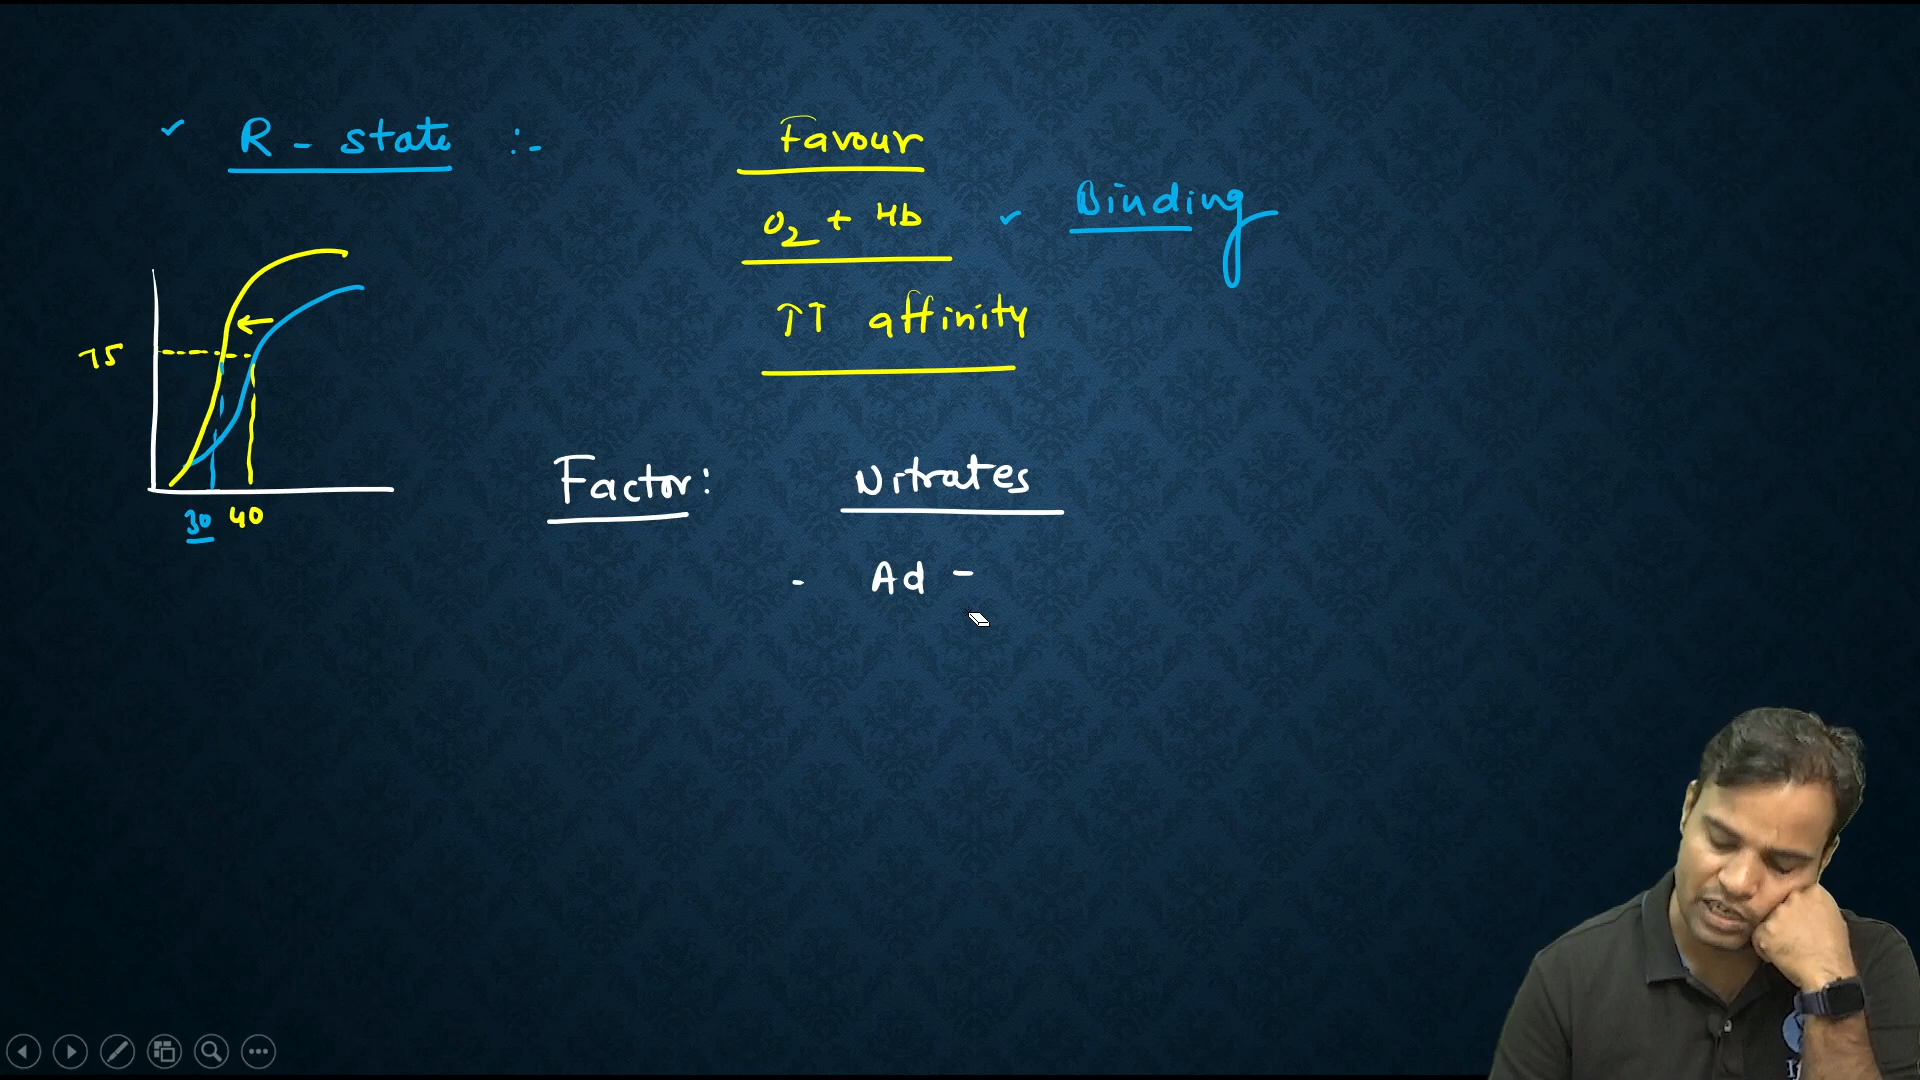 ✓ R - state :-
Favour
O₂ + Hb ✓ Binding
↑↑ affinity
75
30 40
Factor: Nitrates
- Ad -